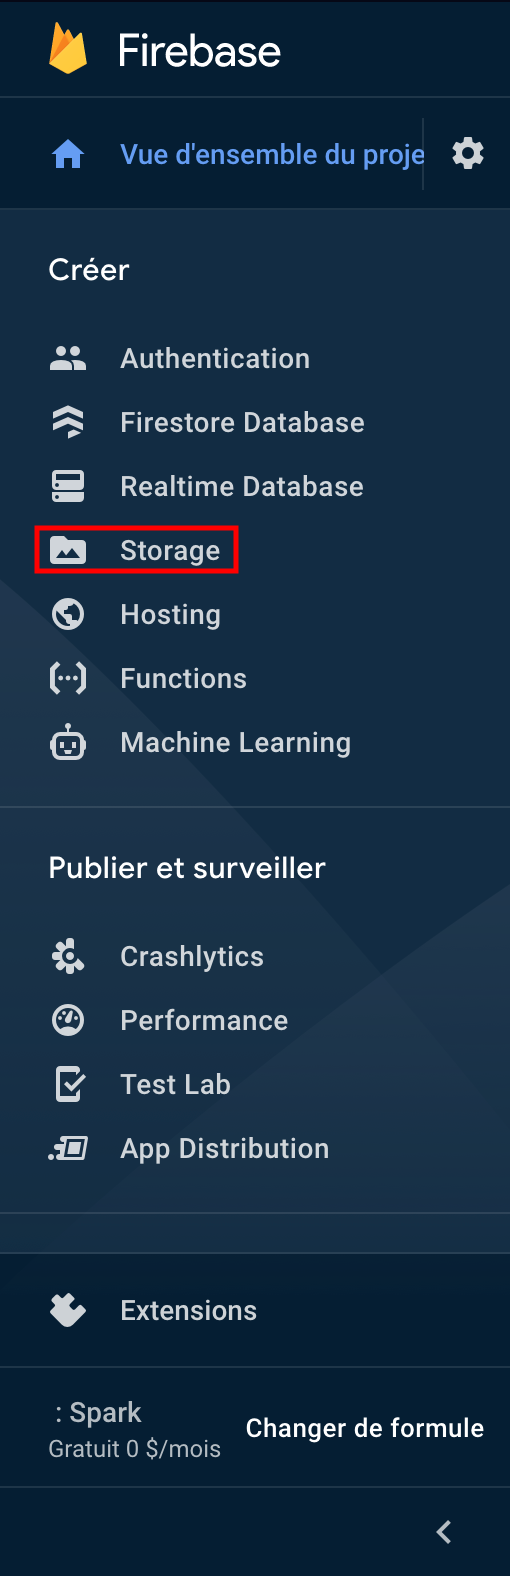 Firebase
Vue d'ensemble du proje
Créer
Authentication
Firestore Database
Realtime Database
Storage
Hosting
Functions
Machine Learning
Publier et surveiller
Crashlytics
Performance
Test Lab
App Distribution
Extensions
: Spark
Gratuit 0 $/mois
Changer de formule